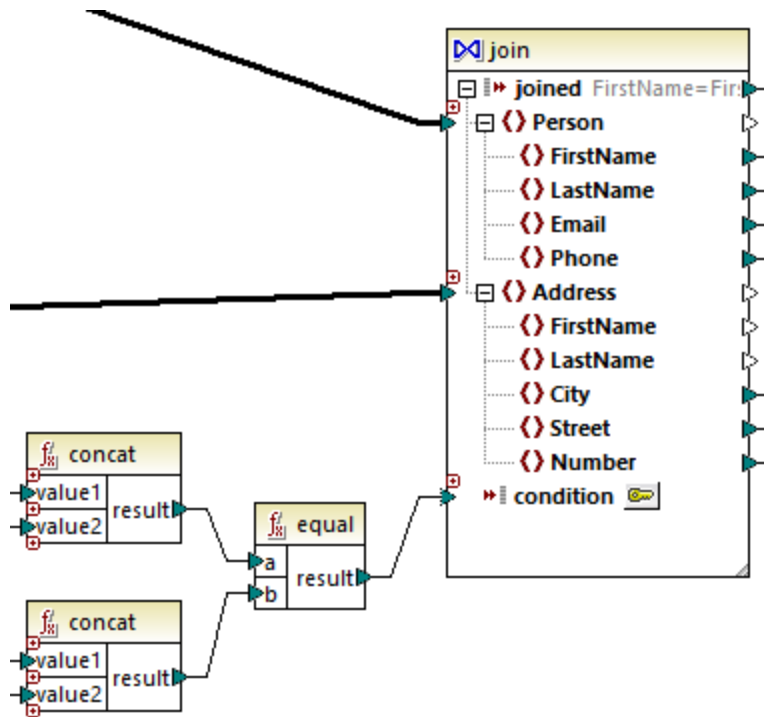 join
joined FirstName=Fir
Person
FirstName
LastName
Email
Phone
Address
FirstName
LastName
City
Street
Number
condition
concat
value1
result
value2
equal
a
result
b
concat
value1
result
value2